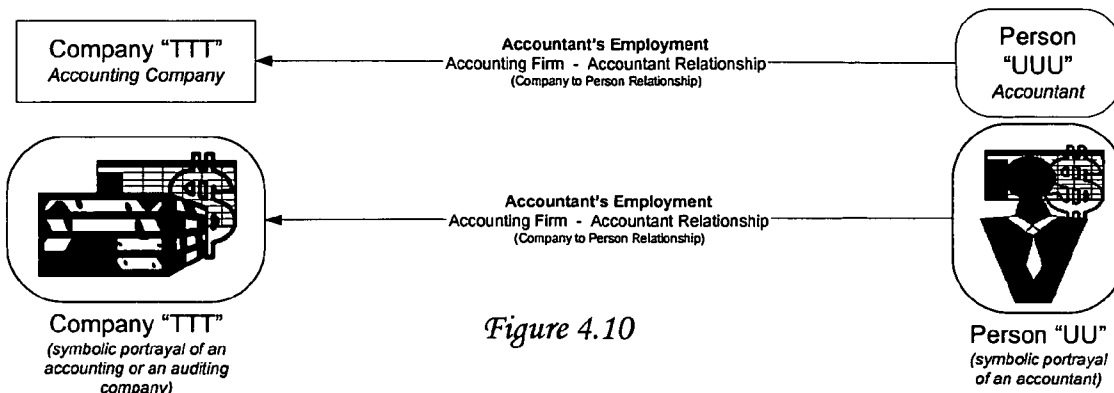 Company "TTT"
Accounting Company
Accountant's Employment
Accounting Firm - Accountant Relationship
(Company to Person Relationship)
Person
"UUU"
Accountant
Accountant's Employment
Accounting Firm - Accountant Relationship
(Company to Person Relationship)
Company "TTT"
(symbolic portrayal of an
accounting or an auditing
company)
Figure 4.10
Person "UU"
(symbolic portrayal
of an accountant)